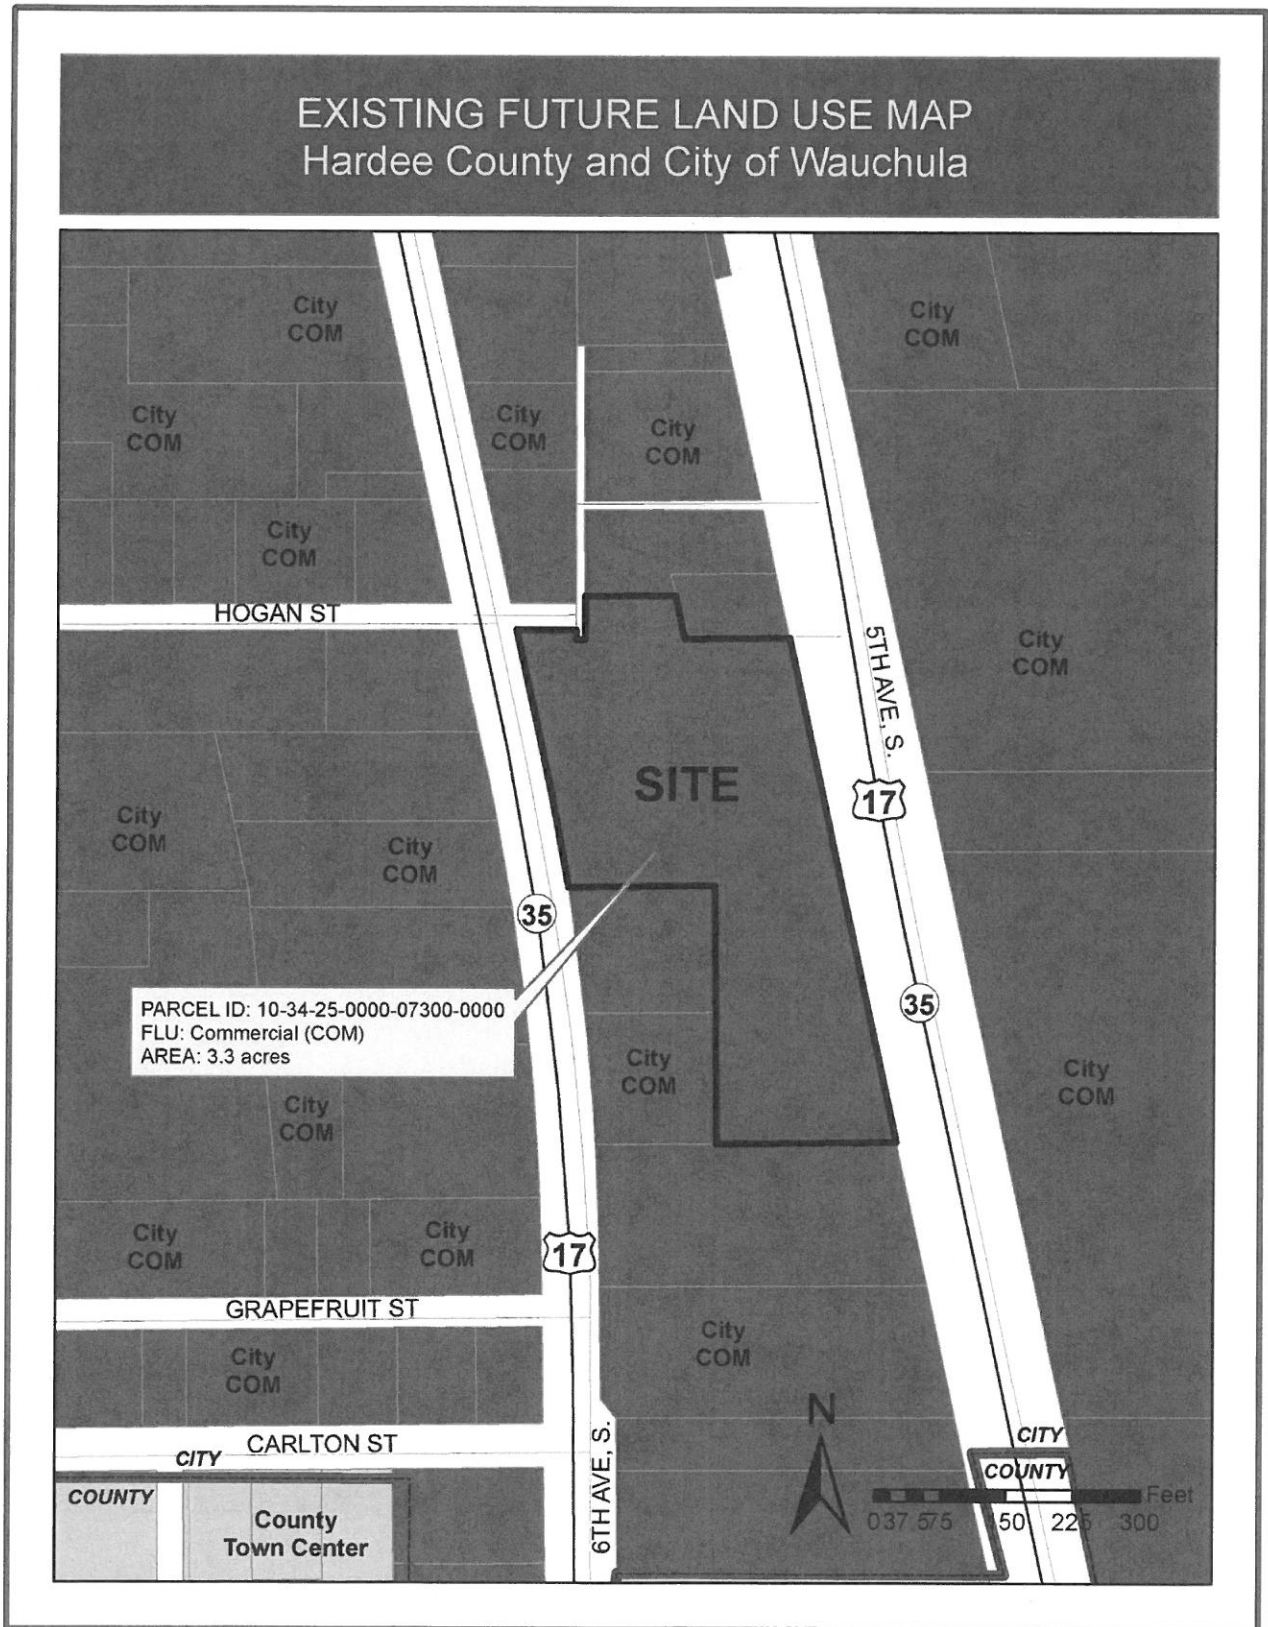 EXISTING FUTURE LAND USE MAP
Hardee County and City of Wauchula
City
COM
City
COM
City
COM
City
COM
City
COM
City
COM
HOGAN ST
5TH AVE, S.
City
COM
SITE
17
City
COM
City
COM
35
35
PARCEL ID: 10-34-25-0000-07300-0000
FLU: Commercial (COM)
AREA: 3.3 acres
City
COM
City
COM
City
COM
City
COM
City
COM
17
GRAPEFRUIT ST
City
COM
City
COM
N
CARLTON ST
6TH AVE, S.
CITY
CITY
COUNTY
COUNTY
Feet
037.575 150 225 300
County
Town Center